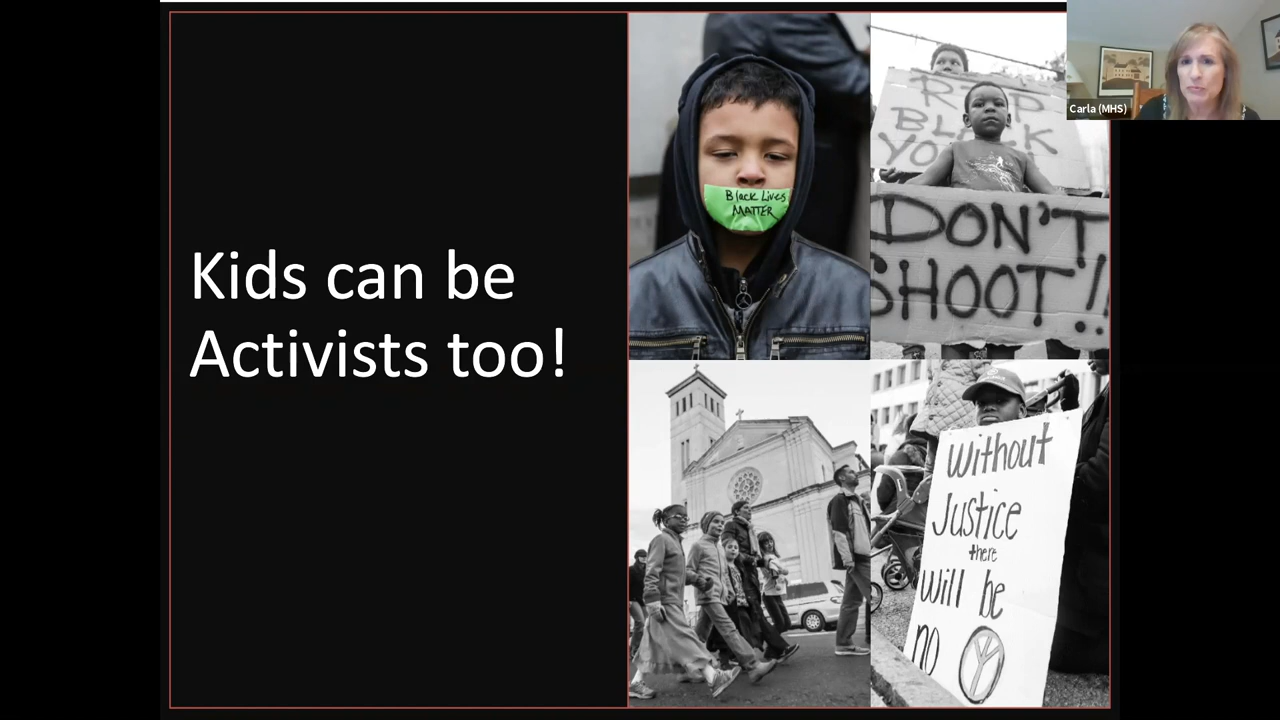 Kids can be
Activists too!
Black Lives
MATTER
RIP
BLACK
DON'T
SHOOT!!
Carla (MHS)
Without
Justice
there
will be
no